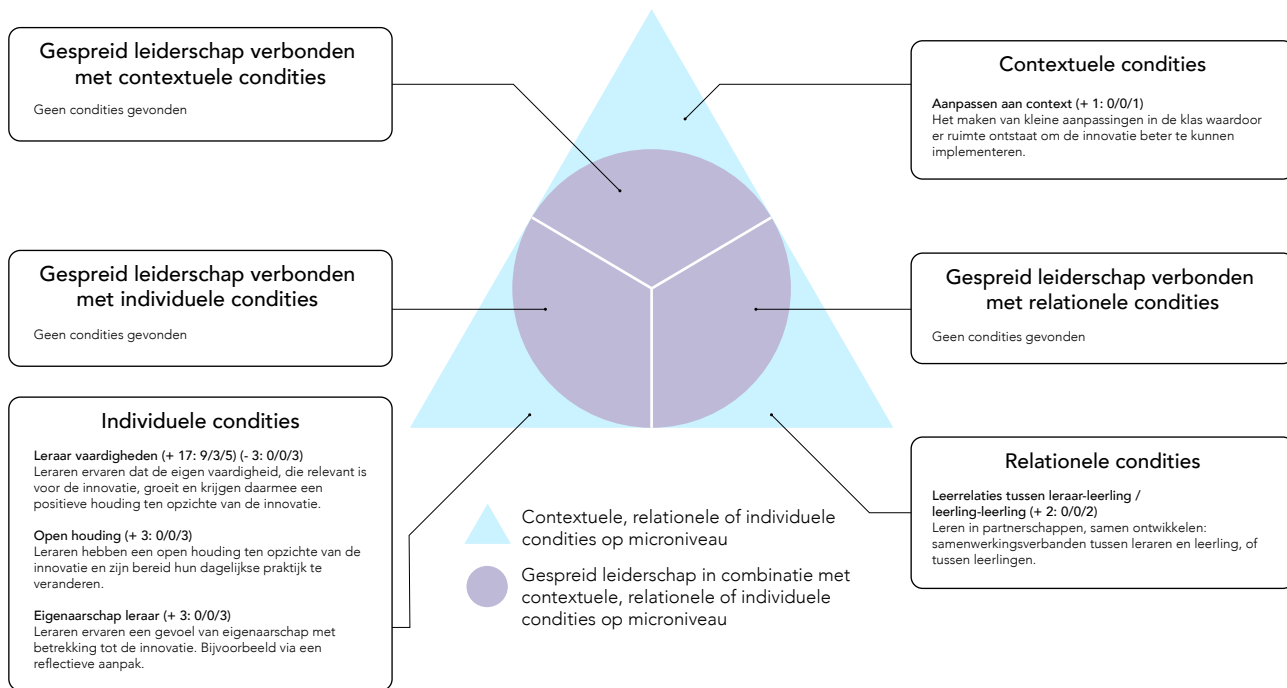 Gespreid leiderschap verbonden
met contextuele condities
Geen condities gevonden
Contextuele condities
Aanpassen aan context (+ 1: 0/0/1)
Het maken van kleine aanpassingen in de klas waardoor
er ruimte ontstaat om de innovatie beter te kunnen
implementeren.
Gespreid leiderschap verbonden
met individuele condities
Geen condities gevonden
Gespreid leiderschap verbonden
met relationele condities
Geen condities gevonden
Individuele condities
Leraar vaardigheden (+ 17: 9/3/5) (- 3: 0/0/3)
Leraren ervaren dat de eigen vaardigheid, die relevant is
voor de innovatie, groeit en krijgen daarmee een
positieve houding ten opzichte van de innovatie.
Open houding (+ 3: 0/0/3)
Leraren hebben een open houding ten opzichte van de
innovatie en zijn bereid hun dagelijkse praktijk te
veranderen.
Eigenaarschap leraar (+ 3: 0/0/3)
Leraren ervaren een gevoel van eigenaarschap met
betrekking tot de innovatie. Bijvoorbeeld via een
reflectieve aanpak.
Relationele condities
Leerrelaties tussen leraar-leerling /
leerling-leerling (+ 2: 0/0/2)
Leren in partnerschappen, samen ontwikkelen:
samenwerkingsverbanden tussen leraren en leerling, of
tussen leerlingen.
Contextuele, relationele of individuele
condities op microniveau
Gespreid leiderschap in combinatie met
contextuele, relationele of individuele
condities op microniveau